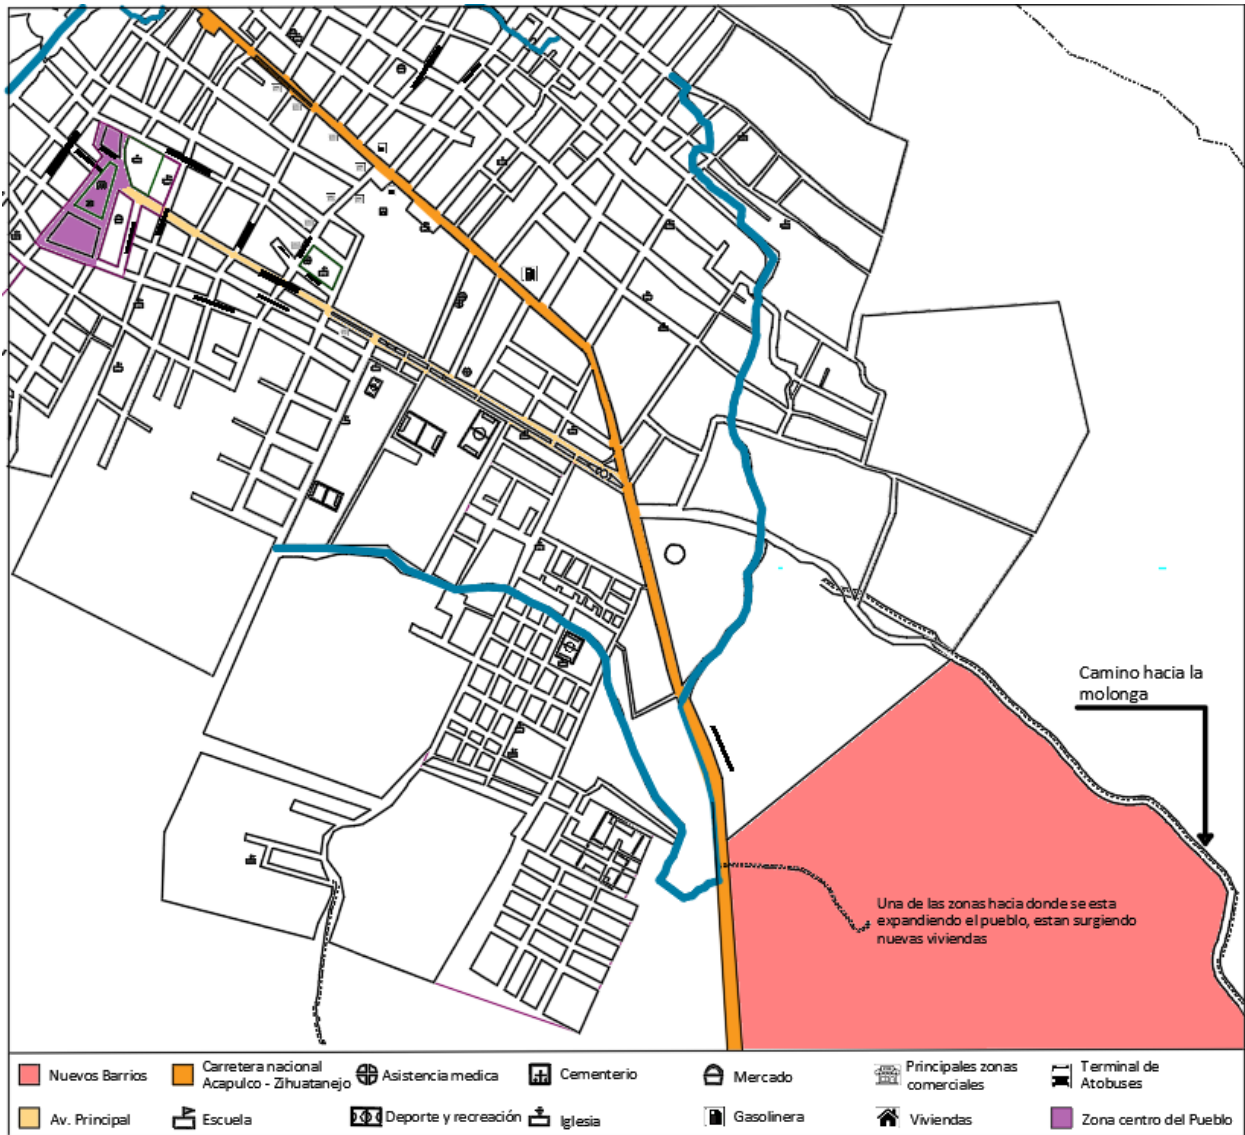 Camino hacia la
molonga
Una de las zonas hacia donde se esta
expandiendo el pueblo, estan surgiendo
nuevas viviendas
Nuevos Barrios
Carretera nacional
Acapulco - Zihuatanejo
Asistencia medica
Cementerio
Mercado
Principales zonas
comerciales
Terminal de
Atobuses
Av. Principal
Escuela
Deporte y recreación
Iglesia
Gasolinera
Viviendas
Zona centro del Pueblo